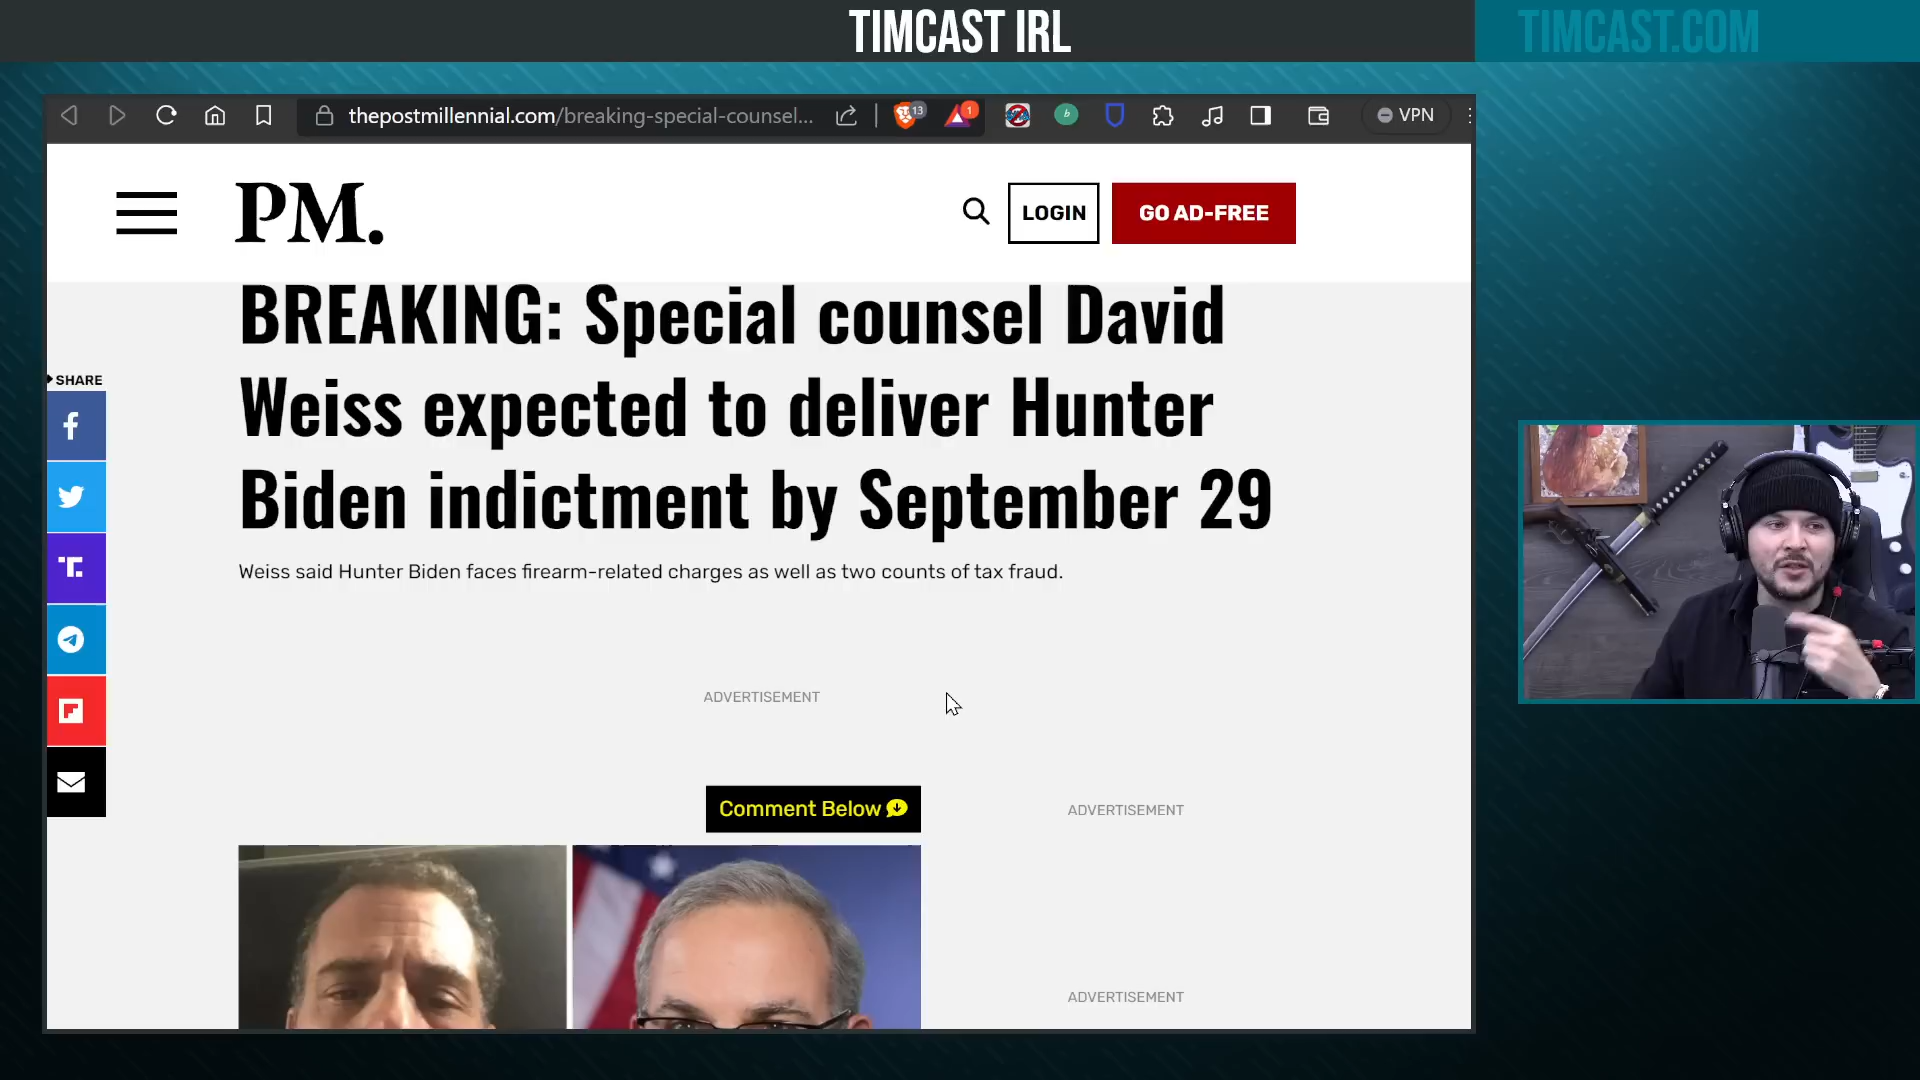 TIMCAST IRL
TIMCAST.COM
thepostmillennial.com/breaking-special-counsel...
13
1
b
VPN
PM.
LOGIN
GO AD-FREE
BREAKING: Special counsel David
Weiss expected to deliver Hunter
Biden indictment by September 29
SHARE
Weiss said Hunter Biden faces firearm-related charges as well as two counts of tax fraud.
ADVERTISEMENT
Comment Below
ADVERTISEMENT
ADVERTISEMENT